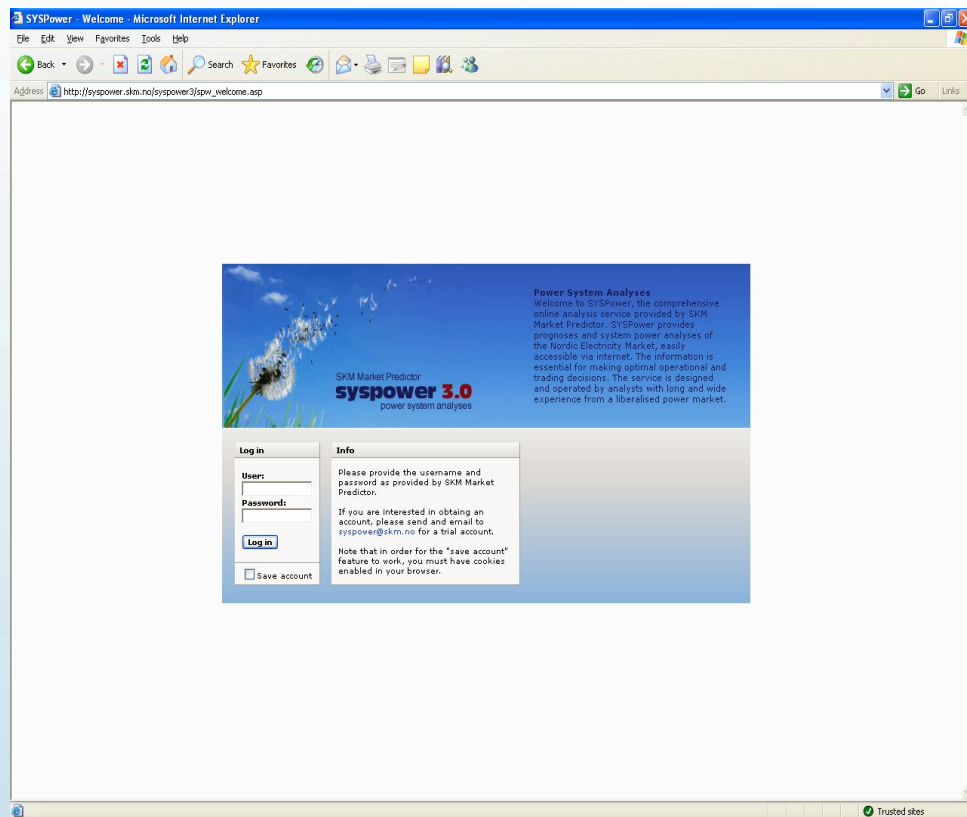 SYSPower - Welcome - Microsoft Internet Explorer
File Edit View Favorites Tools Help
Back Search Favorites
Address http://syspower.skm.no/syspower3/spw_welcome.asp Go Links
Power System Analyses
Welcome to SYSPower, the comprehensive
online analysis service provided by SKM
Market Predictor. SYSPower provides
prognoses and system power analyses of
the Nordic Electricity Market, easily
accessible via internet. The information is
essential for making optimal operational and
trading decisions. The service is designed
and operated by analysts with long and wide
experience from a liberalised power market.
SKM Market Predictor
syspower 3.0
power system analyses
Log in
User:
Password:
Log in
Save account
Info
Please provide the username and
password as provided by SKM Market
Predictor.
If you are interested in obtaing an
account, please send and email to
syspower@skm.no for a trial account.
Note that in order for the "save account"
feature to work, you must have cookies
enabled in your browser.
Trusted sites